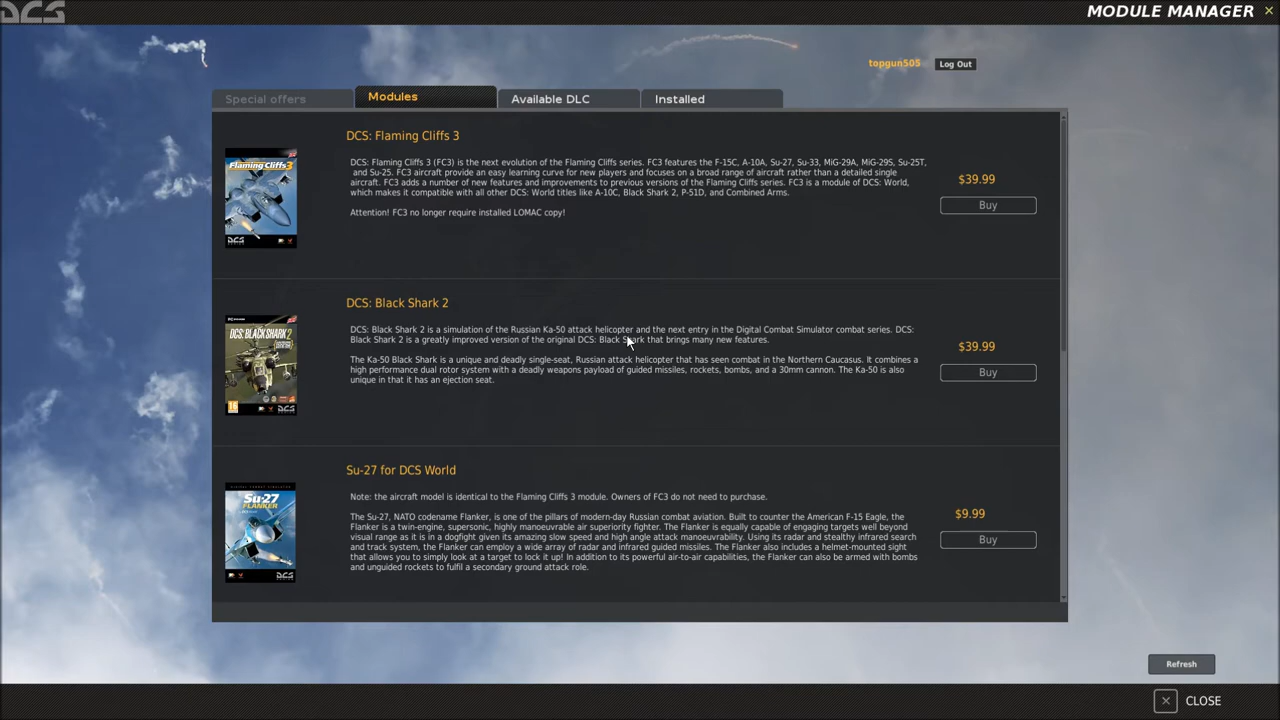 DCS
MODULE MANAGER
topgun505
Log Out
Special offers
Modules
Available DLC
Installed
DCS: Flaming Cliffs 3
Flaming Cliffs 3
DCS: Flaming Cliffs 3 (FC3) is the next evolution of the Flaming Cliffs series. FC3 features the F-15C, A-10A, Su-27, Su-33, MiG-29A, MiG-29S, Su-25T,
and Su-25. FC3 aircraft provide an easy learning curve for new players and focuses on a broad range of aircraft rather than a detailed single
aircraft. FC3 adds a number of new features and improvements to previous versions of the Flaming Cliffs series. FC3 is a module of DCS: World,
which makes it compatible with all other DCS: World titles like A-10C, Black Shark 2, P-51D, and Combined Arms.
Attention! FC3 no longer require installed LOMAC copy!
$39.99
Buy
DCS
DCS: Black Shark 2
DCS: BLACK SHARK 2
DCS: Black Shark 2 is a simulation of the Russian Ka-50 attack helicopter and the next entry in the Digital Combat Simulator combat series. DCS:
Black Shark 2 is a greatly improved version of the original DCS: Black Shark that brings many new features.
The Ka-50 Black Shark is a unique and deadly single-seat, Russian attack helicopter that has seen combat in the Northern Caucasus. It combines a
high performance dual rotor system with a deadly weapons payload of guided missiles, rockets, bombs, and a 30mm cannon. The Ka-50 is also
unique in that it has an ejection seat.
$39.99
Buy
16
DCS
Su-27 for DCS World
Su-27
FLANKER
Note: the aircraft model is identical to the Flaming Cliffs 3 module. Owners of FC3 do not need to purchase.
The Su-27, NATO codename Flanker, is one of the pillars of modern-day Russian combat aviation. Built to counter the American F-15 Eagle, the
Flanker is a twin-engine, supersonic, highly manoeuvrable air superiority fighter. The Flanker is equally capable of engaging targets well beyond
visual range as it is in a dogfight given its amazing slow speed and high angle attack manoeuvrability. Using its radar and stealthy infrared search
and track system, the Flanker can employ a wide array of radar and infrared guided missiles. The Flanker also includes a helmet-mounted sight
that allows you to simply look at a target to lock it up! In addition to its powerful air-to-air capabilities, the Flanker can also be armed with bombs
and unguided rockets to fulfil a secondary ground attack role.
$9.99
Buy
DCS
Refresh
CLOSE